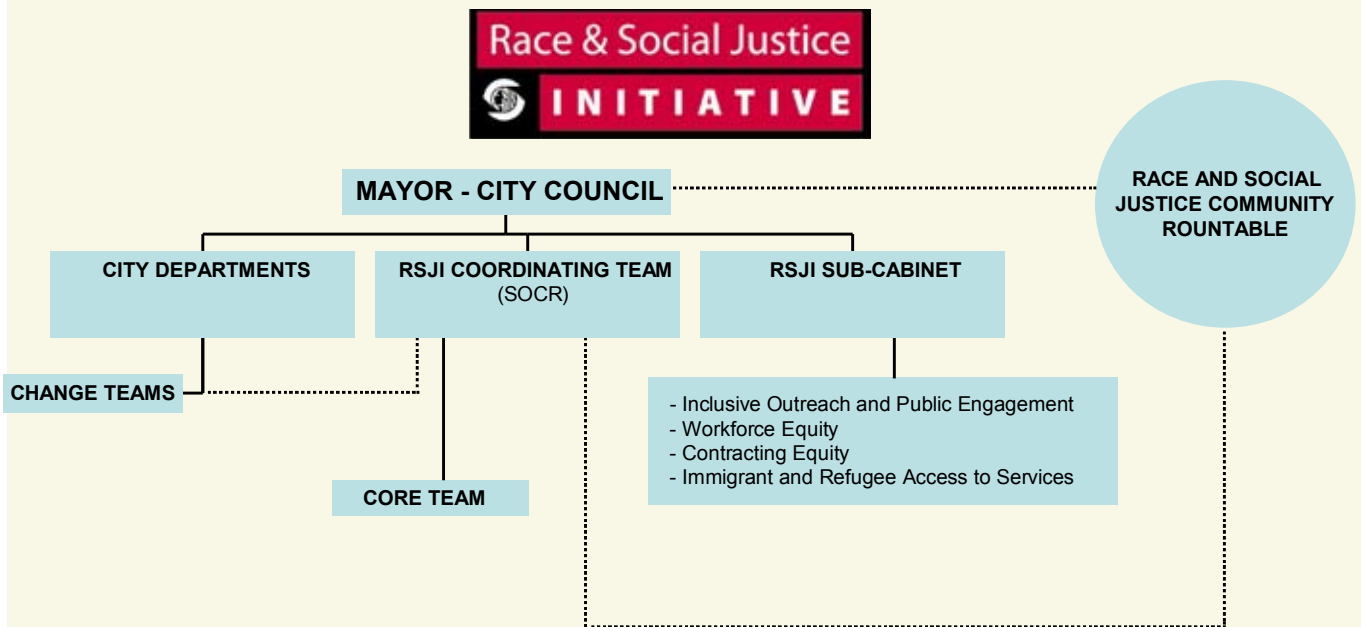 Race & Social Justice
INITIATIVE
MAYOR - CITY COUNCIL
RACE AND SOCIAL
JUSTICE COMMUNITY
ROUNTABLE
CITY DEPARTMENTS
RSJI COORDINATING TEAM
(SOCR)
RSJI SUB-CABINET
CHANGE TEAMS
- Inclusive Outreach and Public Engagement
- Workforce Equity
- Contracting Equity
- Immigrant and Refugee Access to Services
CORE TEAM